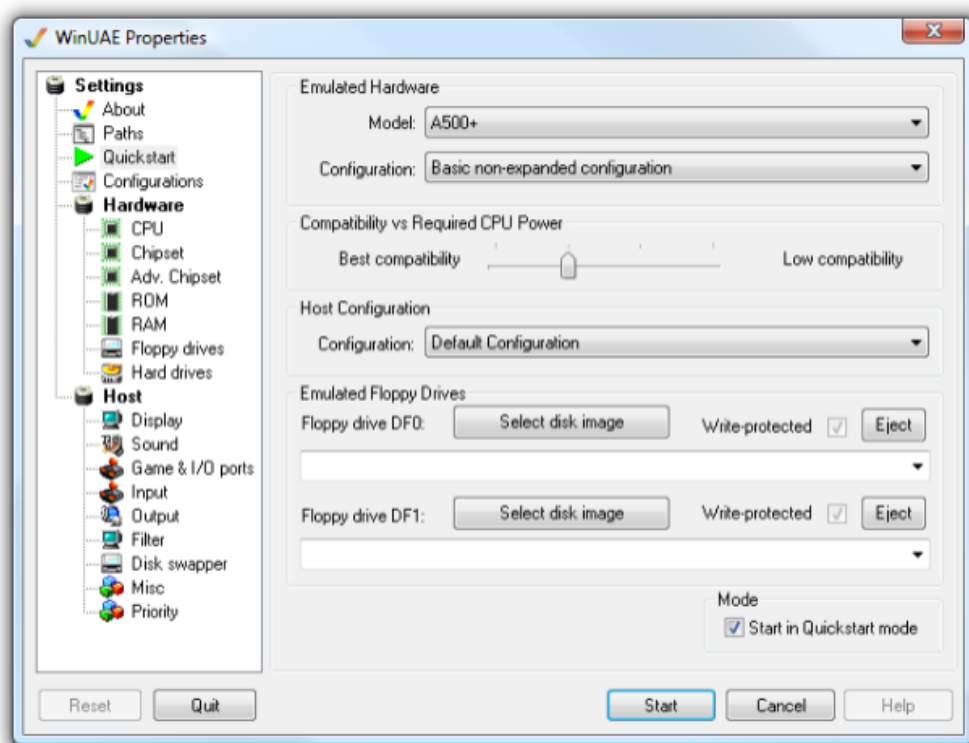 WinUAE Properties
Settings
About
Paths
Quickstart
Configurations
Hardware
CPU
Chipset
Adv. Chipset
ROM
RAM
Floppy drives
Hard drives
Host
Display
Sound
Game & I/O ports
Input
Output
Filter
Disk swapper
Misc
Priority
Emulated Hardware
Model: A500+
Configuration: Basic non-expanded configuration
Compatibility vs Required CPU Power
Best compatibility Low compatibility
Host Configuration
Configuration: Default Configuration
Emulated Floppy Drives
Floppy drive DF0: Select disk image Write-protected Eject
Floppy drive DF1: Select disk image Write-protected Eject
Mode
Start in Quickstart mode
Reset Quit Start Cancel Help